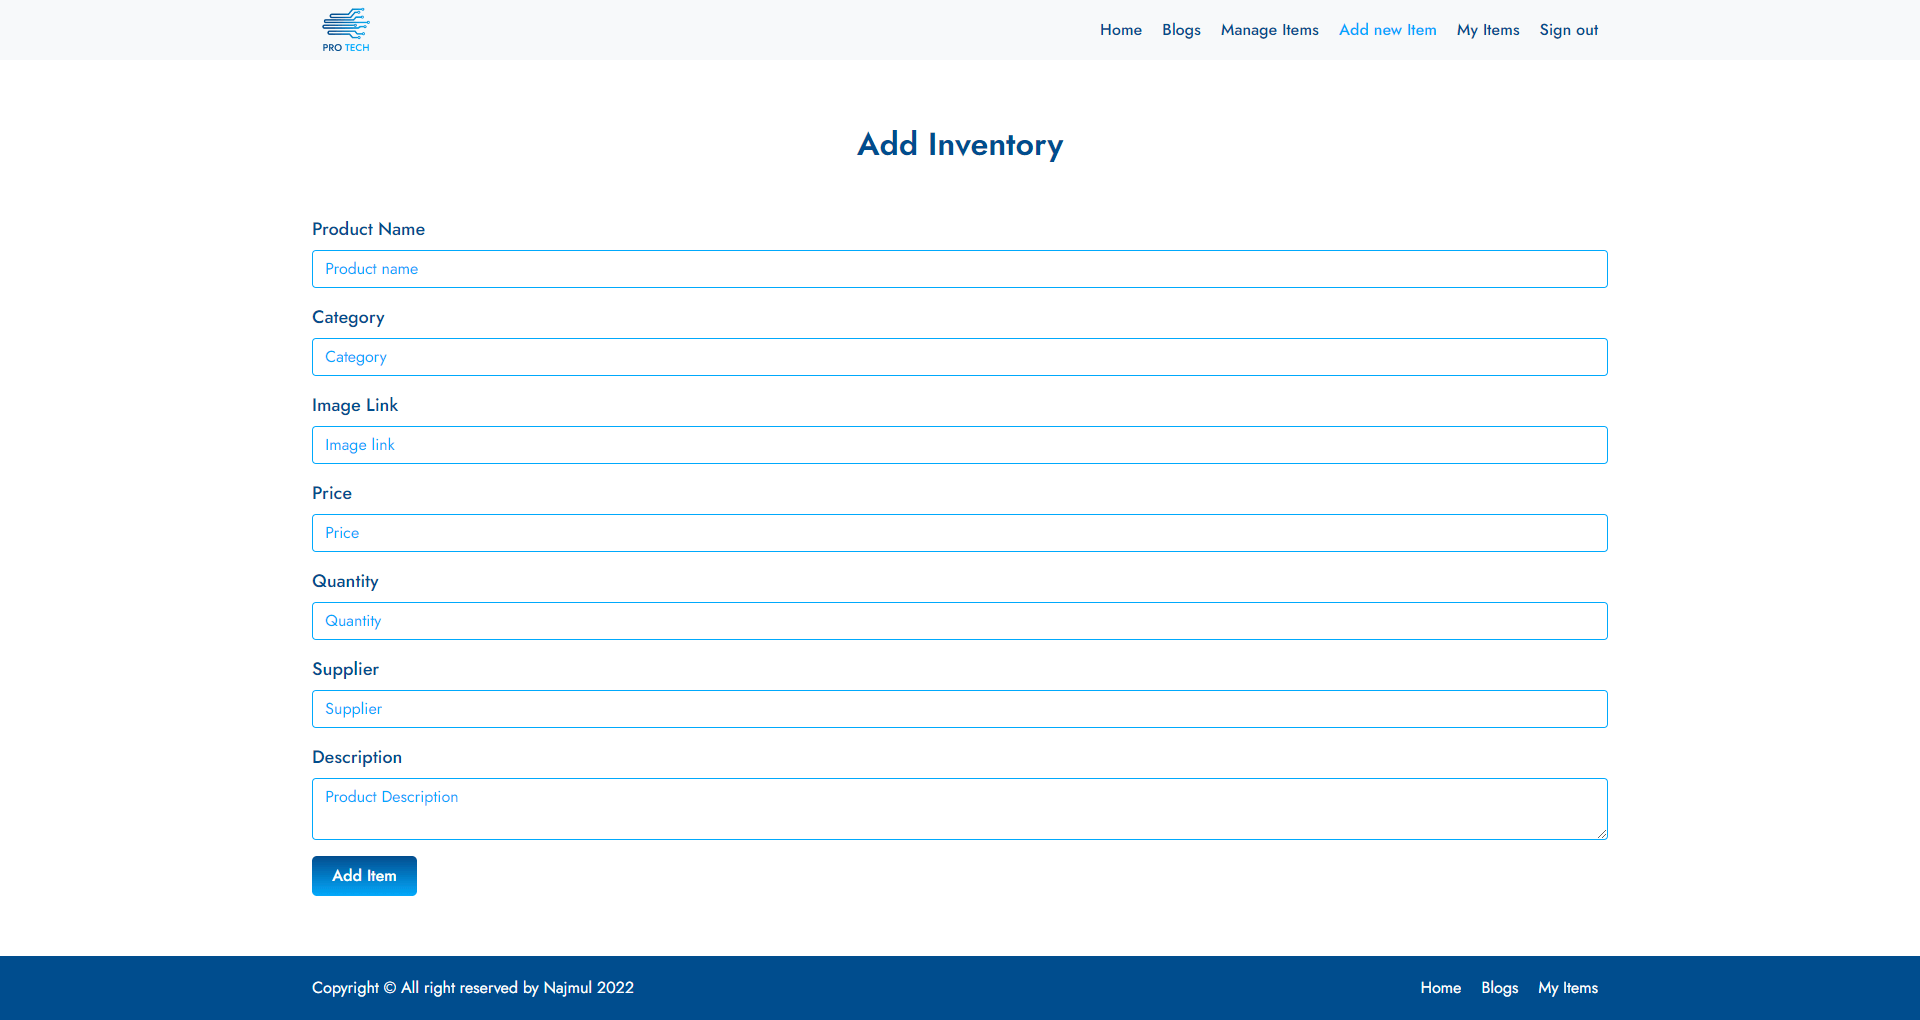 PRO TECH
Home Blogs Manage Items Add new Item My Items Sign out
Add Inventory
Product Name
Product name
Category
Category
Image Link
Image link
Price
Price
Quantity
Quantity
Supplier
Supplier
Description
Product Description
Add Item
Copyright © All right reserved by Najmul 2022
Home Blogs My Items